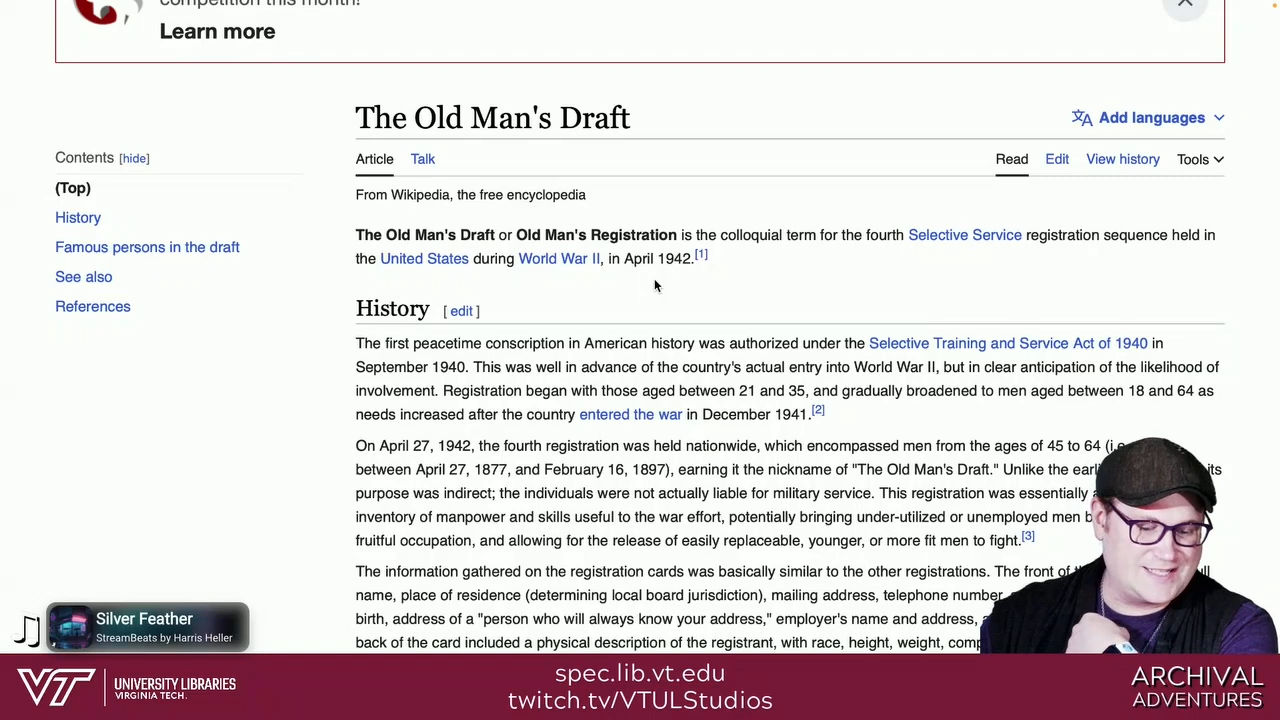 competition this month!
Learn more
The Old Man's Draft
Add languages
Contents [hide]
Article Talk Read Edit View history Tools
(Top)
From Wikipedia, the free encyclopedia
History
The Old Man's Draft or Old Man's Registration is the colloquial term for the fourth Selective Service registration sequence held in
Famous persons in the draft
the United States during World War II, in April 1942.[1]
See also
References
History [ edit ]
The first peacetime conscription in American history was authorized under the Selective Training and Service Act of 1940 in
September 1940. This was well in advance of the country's actual entry into World War II, but in clear anticipation of the likelihood of
involvement. Registration began with those aged between 21 and 35, and gradually broadened to men aged between 18 and 64 as
needs increased after the country entered the war in December 1941.[2]
On April 27, 1942, the fourth registration was held nationwide, which encompassed men from the ages of 45 to 64 (i.e.
between April 27, 1877, and February 16, 1897), earning it the nickname of "The Old Man's Draft." Unlike the its
purpose was indirect; the individuals were not actually liable for military service. This registration was essentially
inventory of manpower and skills useful to the war effort, potentially bringing under-utilized or unemployed men
fruitful occupation, and allowing for the release of easily replaceable, younger, or more fit men to fight.[3]
The information gathered on the registration cards was basically similar to the other registrations. The front of
name, place of residence (determining local board jurisdiction), mailing address, telephone number,
birth, address of a "person who will always know your address," employer's name and address,
back of the card included a physical description of the registrant, with race, height, weight,
Silver Feather
StreamBeats by Harris Heller
VT UNIVERSITY LIBRARIES
VIRGINIA TECH.
spec.lib.vt.edu
twitch.tv/VTULStudios
ARCHIVAL
ADVENTURES